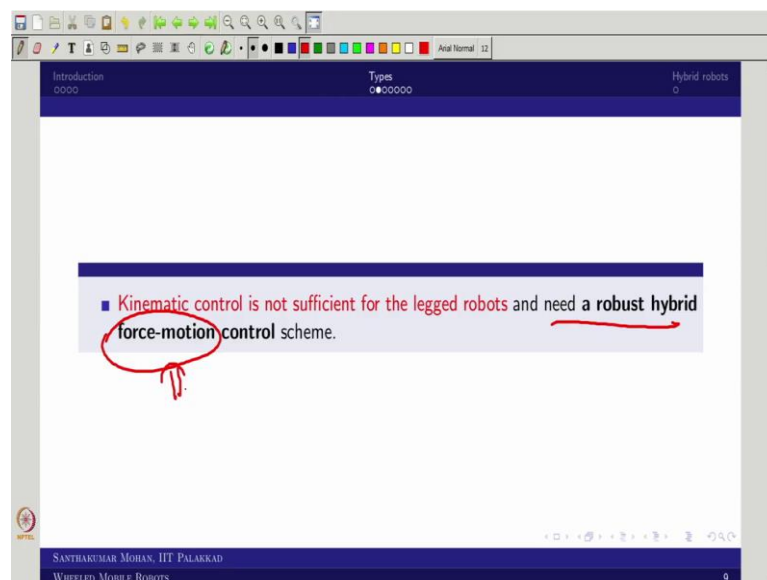 Arial Normal 12
Introduction Types Hybrid robots
Kinematic control is not sufficient for the legged robots and need a robust hybrid
force-motion control scheme.
NPTEL
SANTHAKUMAR MOHAN, IIT PALAKKAD
WHEELED MOBILE ROBOTS 9